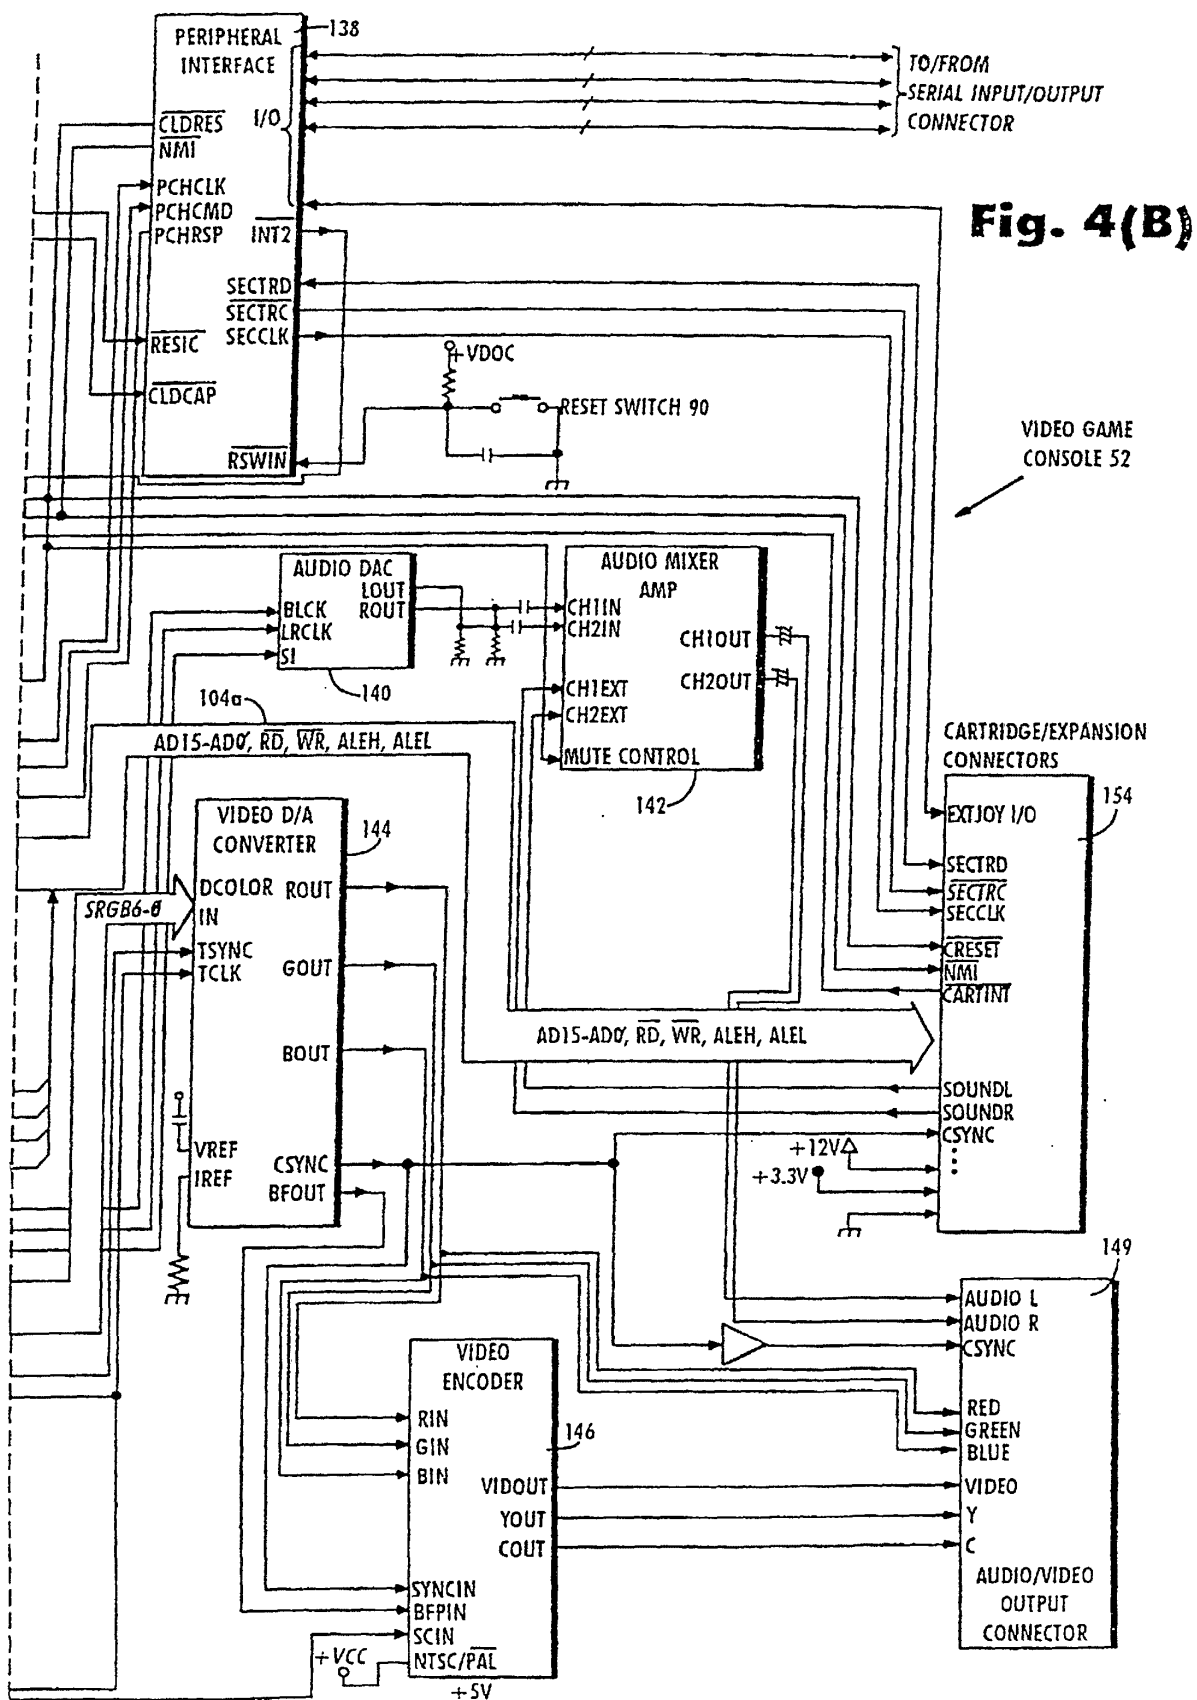 PERIPHERAL
INTERFACE
138
TO/FROM
SERIAL INPUT/OUTPUT
CONNECTOR
I/O
CLDRES
NMI
PCHCLK
PCHCMD
PCHRSP
INT2
Fig. 4(B)
SECTRD
SECTRC
SECCLK
RESIC
CLDCAP
+VDOC
RESET SWITCH 90
RSWIN
VIDEO GAME
CONSOLE 52
AUDIO DAC
LOUT
ROUT
BLCK
LRCLK
SI
140
AUDIO MIXER
AMP
CH1IN
CH2IN
CH1OUT
CH2OUT
CH1EXT
CH2EXT
MUTE CONTROL
142
104a
AD15-AD0, RD, WR, ALEH, ALEL
CARTRIDGE/EXPANSION
CONNECTORS
154
EXTJOY I/O
SECTRD
SECTRC
SECCLK
CRESET
NMI
CARTINT
VIDEO D/A
CONVERTER
144
DCOLOR
IN
ROUT
SRGB6-0
TSYNC
TCLK
GOUT
BOUT
AD15-AD0, RD, WR, ALEH, ALEL
VREF
IREF
CSYNC
BFOUT
SOUNDL
SOUNDR
CSYNC
+12V
+3.3V
149
AUDIO L
AUDIO R
CSYNC
RED
GREEN
BLUE
VIDEO
Y
C
AUDIO/VIDEO
OUTPUT
CONNECTOR
VIDEO
ENCODER
146
RIN
GIN
BIN
VIDOUT
YOUT
COUT
SYNCIN
BFPIN
SCIN
NTSC/PAL
+VCC
+5V